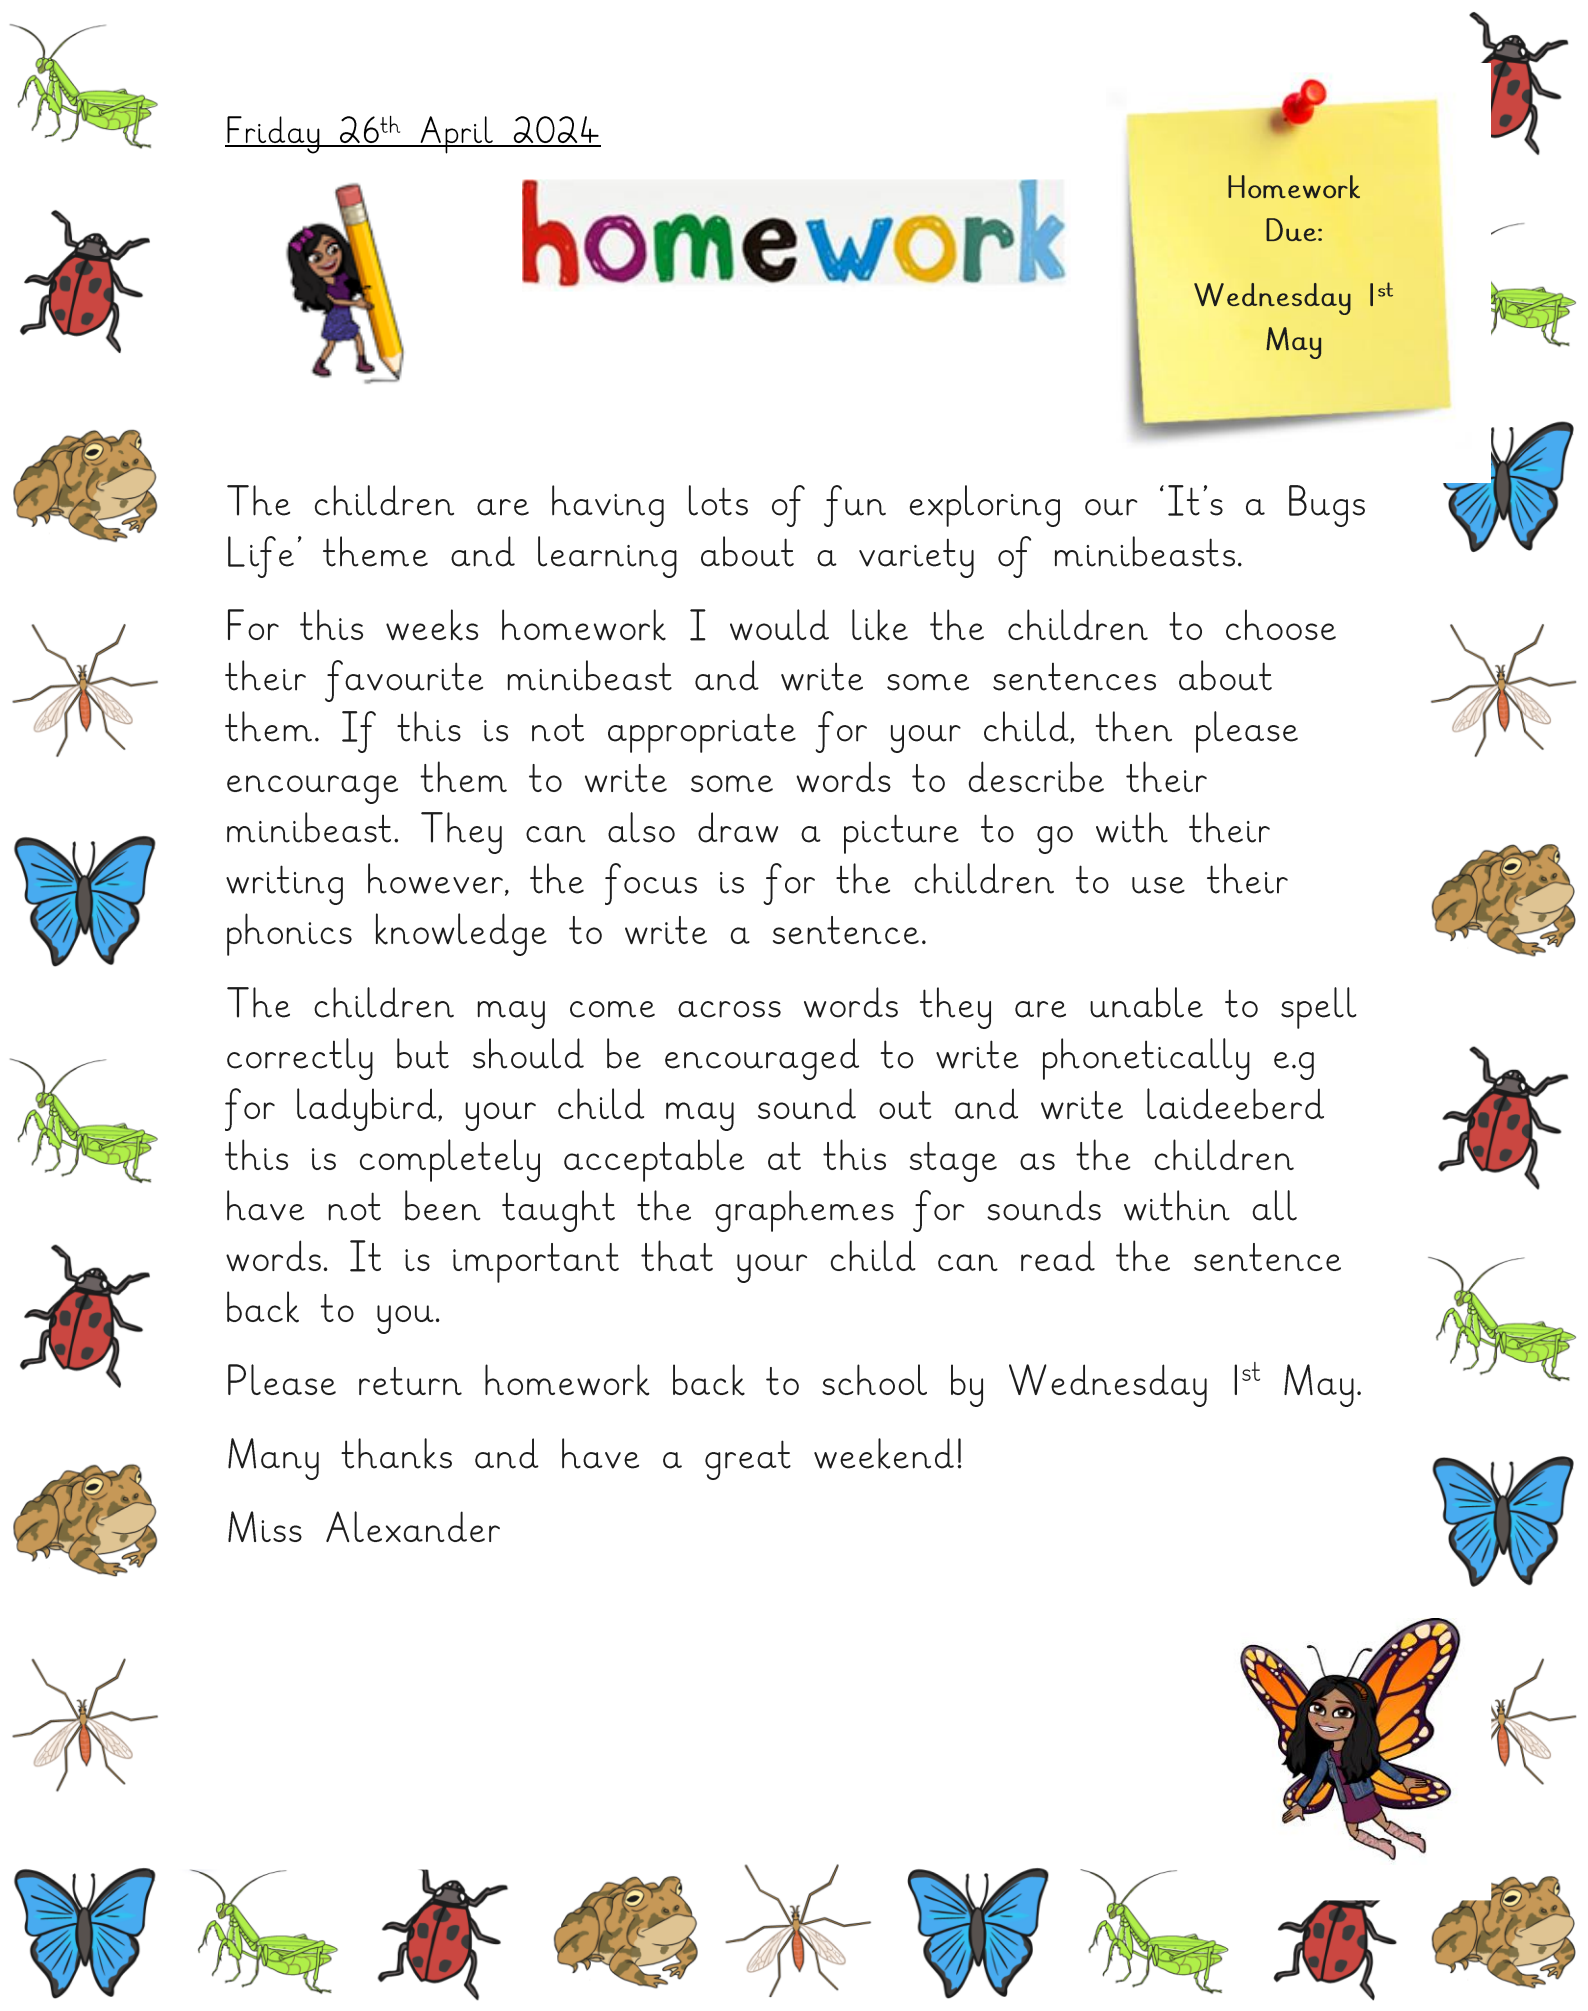 Friday 26th April 2024
homework
Homework
Due:
Wednesday 1st
May
The children are having lots of fun exploring our ‘It’s a Bugs
Life’ theme and learning about a variety of minibeasts.
For this weeks homework I would like the children to choose
their favourite minibeast and write some sentences about
them. If this is not appropriate for your child, then please
encourage them to write some words to describe their
minibeast. They can also draw a picture to go with their
writing however, the focus is for the children to use their
phonics knowledge to write a sentence.
The children may come across words they are unable to spell
correctly but should be encouraged to write phonetically e.g
for ladybird, your child may sound out and write laideeberd
this is completely acceptable at this stage as the children
have not been taught the graphemes for sounds within all
words. It is important that your child can read the sentence
back to you.
Please return homework back to school by Wednesday 1st May.
Many thanks and have a great weekend!
Miss Alexander